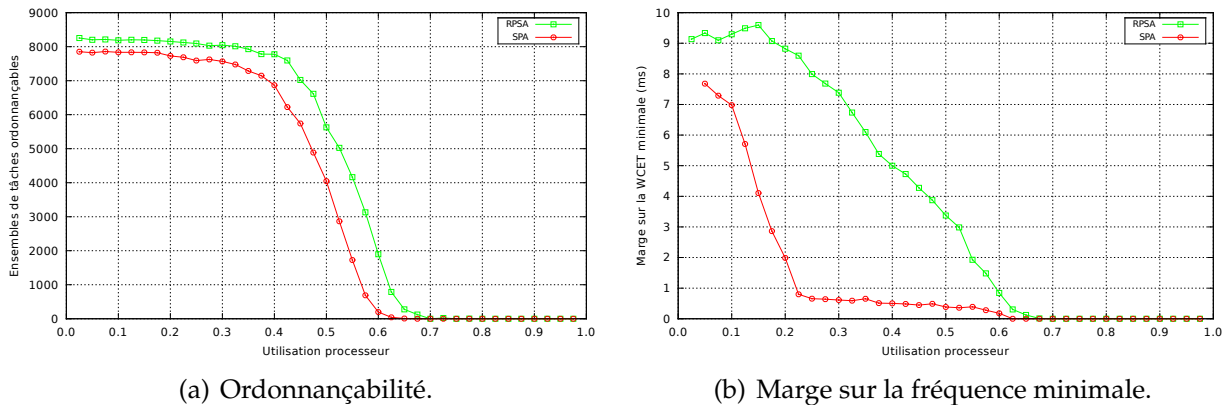 9000
8000
7000
6000
5000
4000
3000
2000
1000
0
Ensembles de tâches ordonnançables
RPSA
SPA
0.0 0.1 0.2 0.3 0.4 0.5 0.6 0.7 0.8 0.9 1.0
Utilisation processeur
(a) Ordonnançabilité.
10
9
8
7
6
5
4
3
2
1
0
Marge sur la WCET minimale (ms)
RPSA
SPA
0.0 0.1 0.2 0.3 0.4 0.5 0.6 0.7 0.8 0.9 1.0
Utilisation processeur
(b) Marge sur la fréquence minimale.